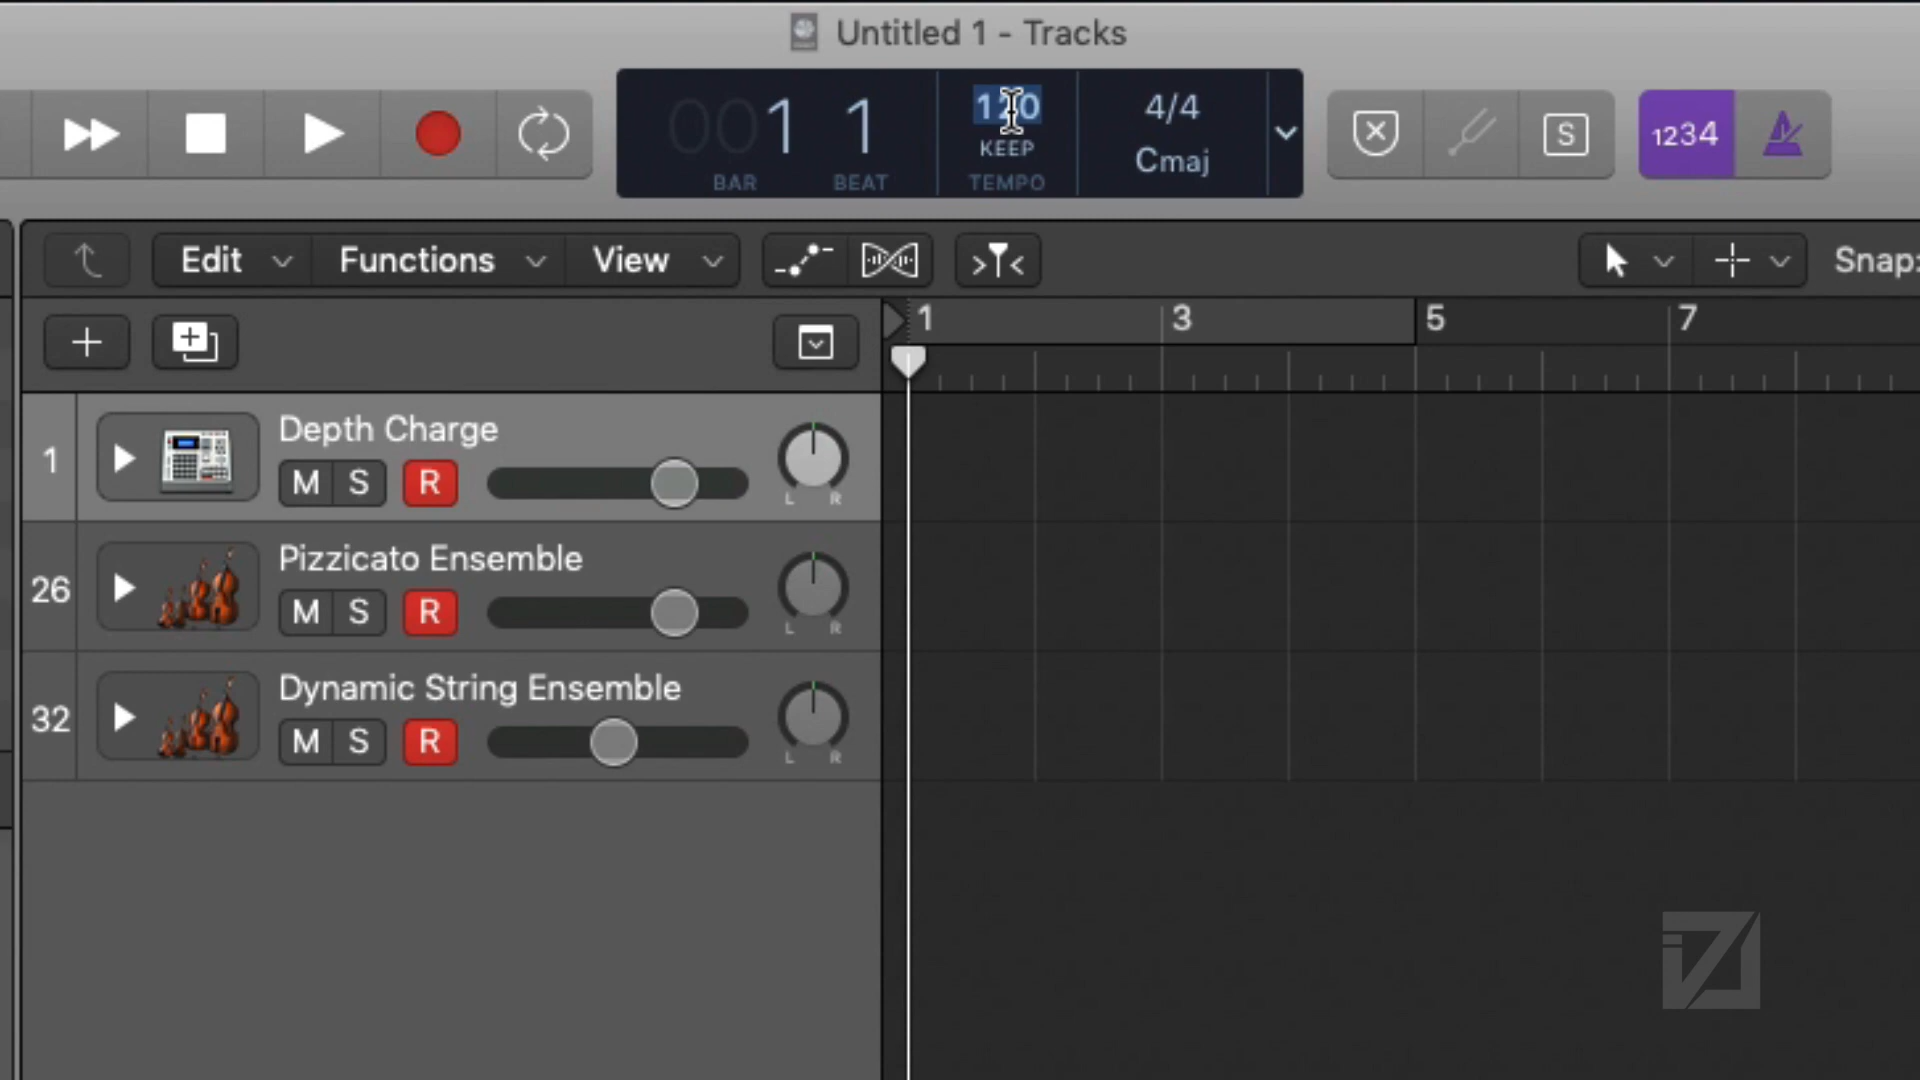 Untitled 1 - Tracks
001 1 120 4/4
KEEP Cmaj
BAR BEAT TEMPO
S 1234
Edit Functions View Snap:
1 3 5 7
1 Depth Charge
M S R L R
26 Pizzicato Ensemble
M S R L R
32 Dynamic String Ensemble
M S R L R